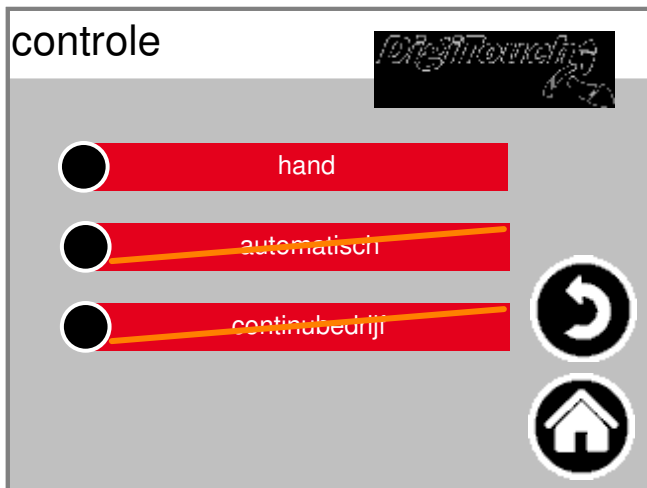 controle
DigiTouch
hand
automatisch
continubedrijf